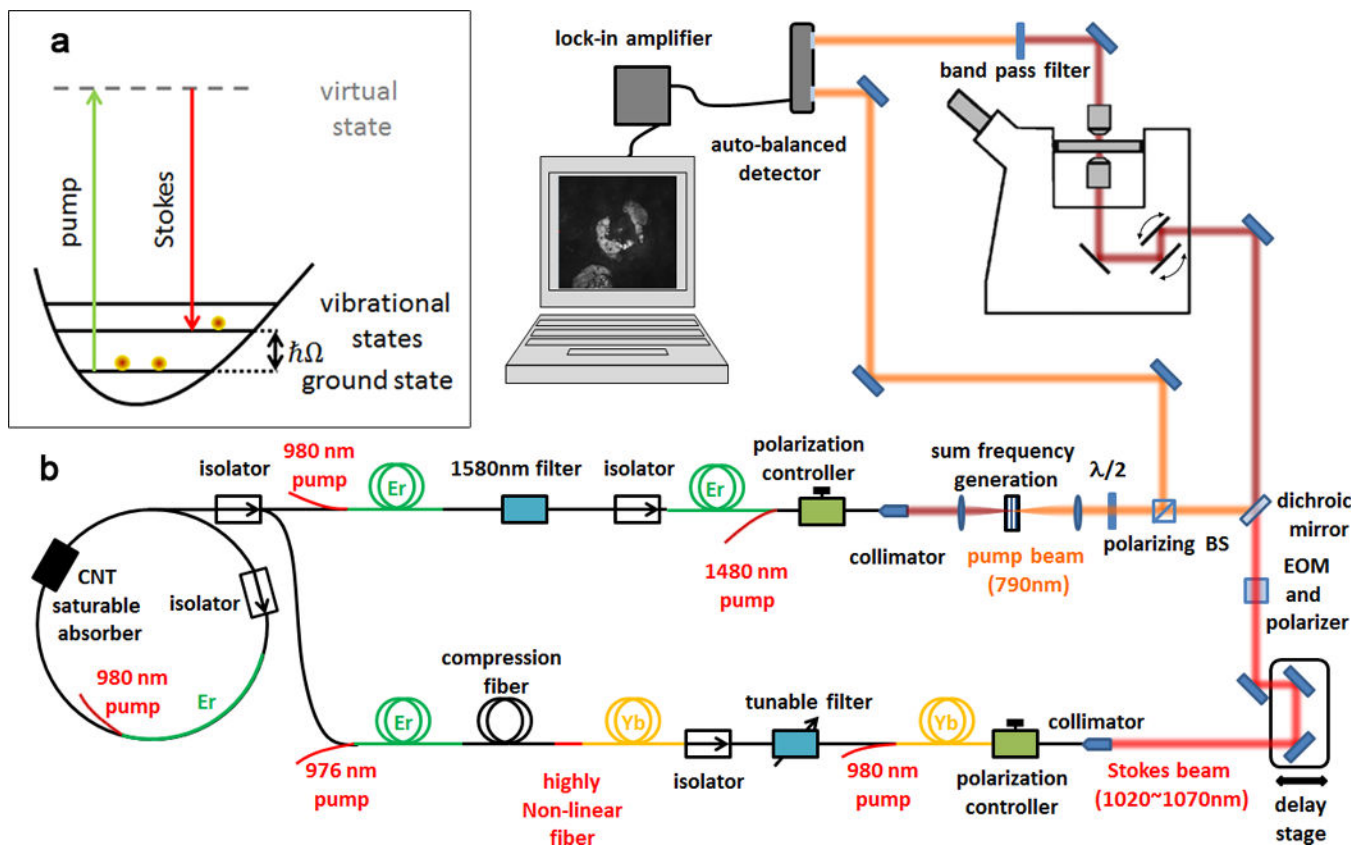 a
virtual
state
pump
Stokes
vibrational
states
ħΩ
ground state
lock-in amplifier
auto-balanced
detector
band pass filter
b
isolator
980 nm
pump
Er
1580nm filter
isolator
Er
1480 nm
pump
polarization
controller
collimator
sum frequency
generation
pump beam
(790nm)
λ/2
polarizing BS
dichroic
mirror
EOM
and
polarizer
CNT
saturable
absorber
isolator
980 nm
pump
Er
976 nm
pump
Er
compression
fiber
highly
Non-linear
fiber
Yb
isolator
tunable filter
980 nm
pump
Yb
polarization
controller
collimator
Stokes beam
(1020~1070nm)
delay
stage